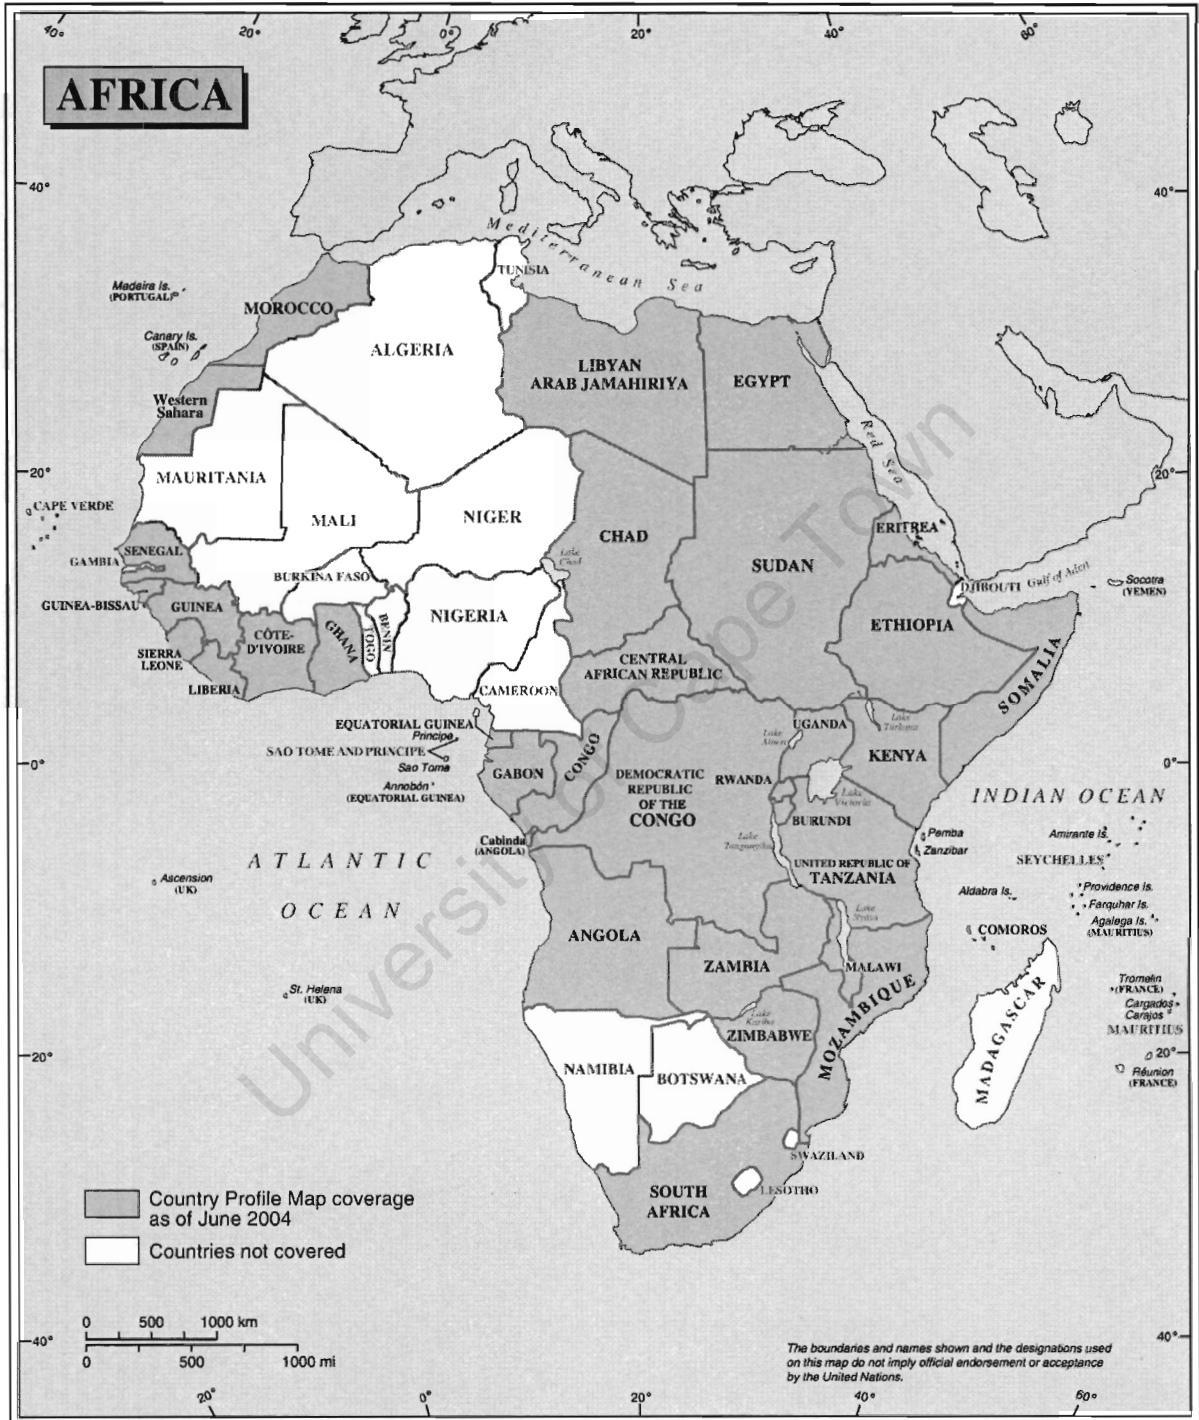 40°
20°
0°
20°
40°
60°
AFRICA
40°
40°
Mediterranean Sea
TUNISIA
Madeira Is.
(PORTUGAL)
MOROCCO
Canary Is.
(SPAIN)
ALGERIA
LIBYAN
ARAB JAMAHIRIYA
EGYPT
Western
Sahara
Red Sea
20°
20°
MAURITANIA
CAPE VERDE
MALI
NIGER
CHAD
ERITREA
SENEGAL
GAMBIA
Lake
Chad
SUDAN
BURKINA FASO
DJIBOUTI
Gulf of Aden
Socotra
(YEMEN)
GUINEA-BISSAU
GUINEA
NIGERIA
BENIN
TOGO
GHANA
CÔTE-
D'IVOIRE
ETHIOPIA
SIERRA
LEONE
LIBERIA
CENTRAL
AFRICAN REPUBLIC
SOMALIA
CAMEROON
EQUATORIAL GUINEA
Principe
SAO TOME AND PRINCIPE
Sao Tome
UGANDA
Lake
Turkana
Lake
Albert
KENYA
0°
0°
GABON
CONGO
DEMOCRATIC
REPUBLIC
OF THE
CONGO
RWANDA
Annobón
(EQUATORIAL GUINEA)
Lake
Victoria
INDIAN OCEAN
BURUNDI
Cabinda
(ANGOLA)
Lake
Tanganyika
Pemba
Zanzibar
Amirante Is.
SEYCHELLES
ATLANTIC
OCEAN
UNITED REPUBLIC OF
TANZANIA
Ascension
(UK)
Aldabra Is.
Providence Is.
Farquhar Is.
Agalega Is.
(MAURITIUS)
Lake
Nyasa
ANGOLA
COMOROS
ZAMBIA
MALAWI
St. Helena
(UK)
MOZAMBIQUE
MADAGASCAR
Tromelin
(FRANCE)
Cargados
Carajos
MAURITIUS
Lake
Kariba
ZIMBABWE
20°
20°
Réunion
(FRANCE)
NAMIBIA
BOTSWANA
SWAZILAND
LESOTHO
SOUTH
AFRICA
Country Profile Map coverage
as of June 2004
Countries not covered
0 500 1000 km
0 500 1000 mi
40°
40°
The boundaries and names shown and the designations used
on this map do not imply official endorsement or acceptance
by the United Nations.
20°
0°
20°
40°
60°
University of Cape Town